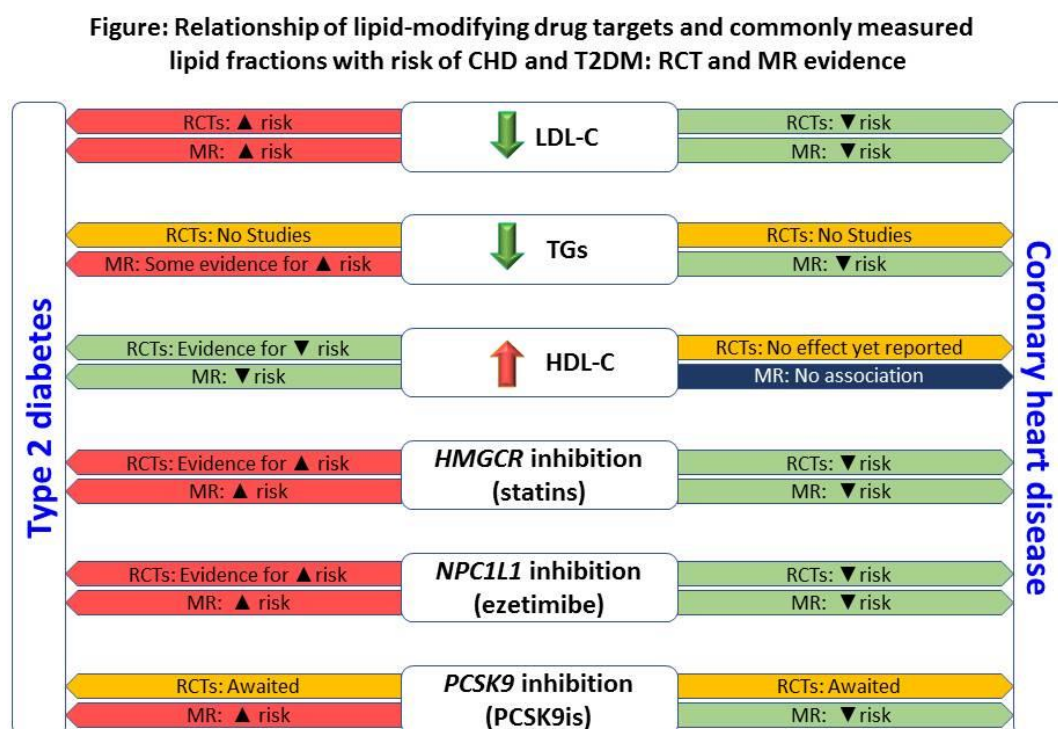 Figure: Relationship of lipid-modifying drug targets and commonly measured
lipid fractions with risk of CHD and T2DM: RCT and MR evidence
Type 2 diabetes
RCTs: ▲ risk
MR: ▲ risk
LDL-C
RCTs: ▼ risk
MR: ▼ risk
RCTs: No Studies
MR: Some evidence for ▲ risk
TGs
RCTs: No Studies
MR: ▼ risk
RCTs: Evidence for ▼ risk
MR: ▼ risk
HDL-C
RCTs: No effect yet reported
MR: No association
RCTs: Evidence for ▲ risk
MR: ▲ risk
HMGCR inhibition
(statins)
RCTs: ▼ risk
MR: ▼ risk
RCTs: Evidence for ▲ risk
MR: ▲ risk
NPC1L1 inhibition
(ezetimibe)
RCTs: ▼ risk
MR: ▼ risk
RCTs: Awaited
MR: ▲ risk
PCSK9 inhibition
(PCSK9is)
RCTs: Awaited
MR: ▼ risk
Coronary heart disease